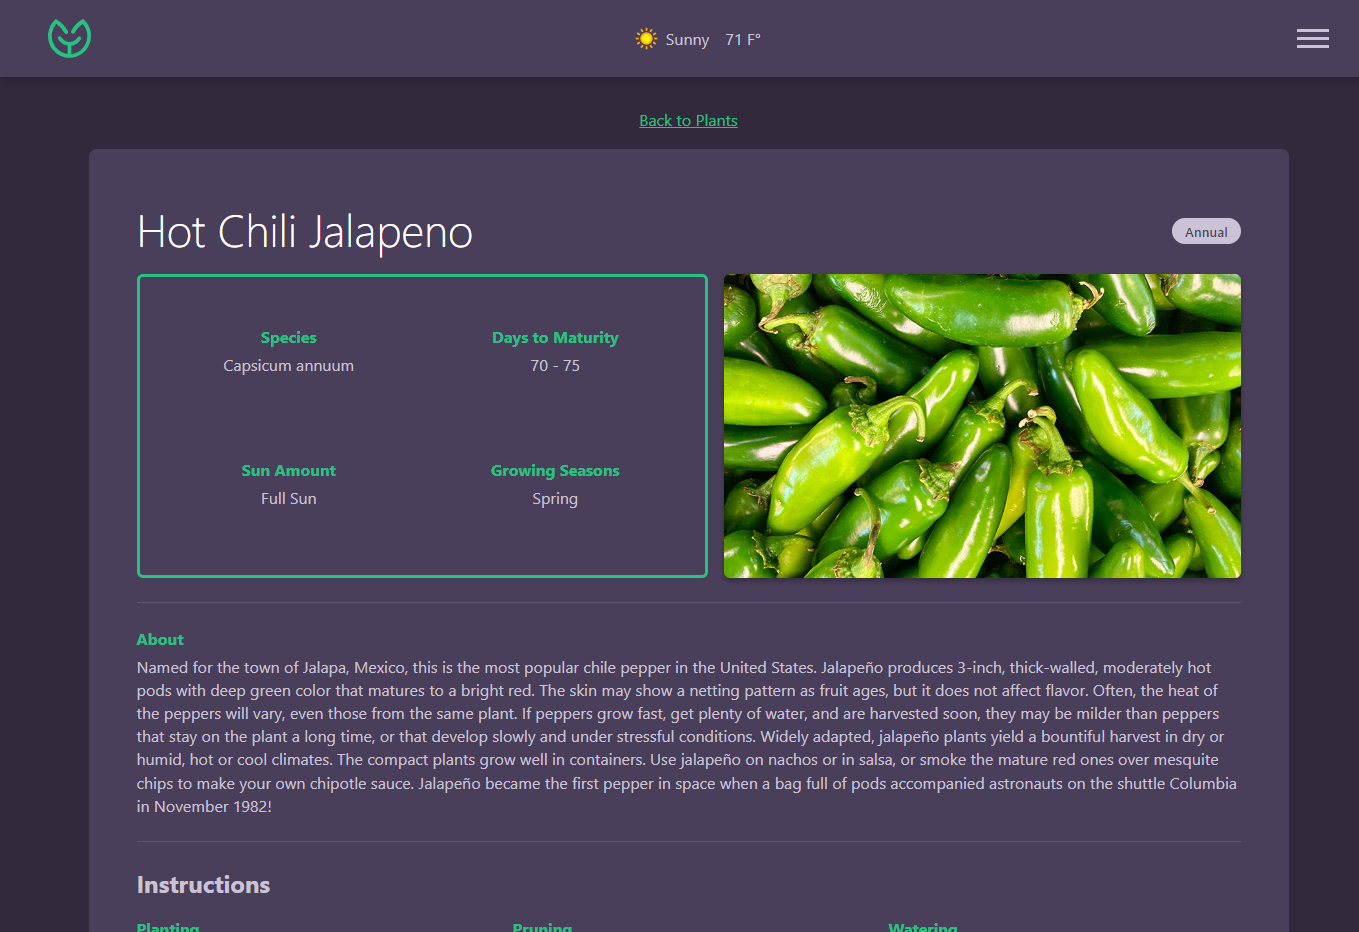 Sunny 71 F°
Back to Plants
Hot Chili Jalapeno
Annual
Species
Capsicum annuum
Days to Maturity
70 - 75
Sun Amount
Full Sun
Growing Seasons
Spring
About
Named for the town of Jalapa, Mexico, this is the most popular chile pepper in the United States. Jalapeño produces 3-inch, thick-walled, moderately hot
pods with deep green color that matures to a bright red. The skin may show a netting pattern as fruit ages, but it does not affect flavor. Often, the heat of
the peppers will vary, even those from the same plant. If peppers grow fast, get plenty of water, and are harvested soon, they may be milder than peppers
that stay on the plant a long time, or that develop slowly and under stressful conditions. Widely adapted, jalapeño plants yield a bountiful harvest in dry or
humid, hot or cool climates. The compact plants grow well in containers. Use jalapeño on nachos or in salsa, or smoke the mature red ones over mesquite
chips to make your own chipotle sauce. Jalapeño became the first pepper in space when a bag full of pods accompanied astronauts on the shuttle Columbia
in November 1982!
Instructions
Planting Pruning Watering